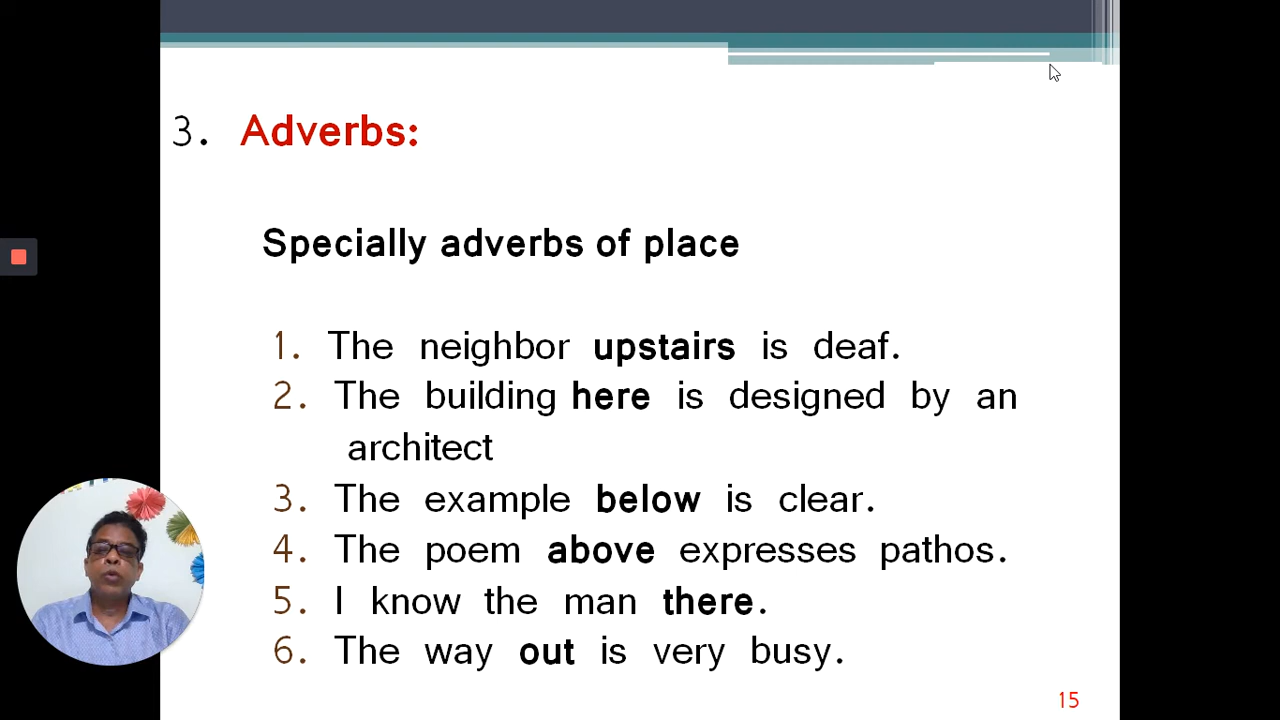 3. Adverbs:
Specially adverbs of place
1. The neighbor upstairs is deaf.
2. The building here is designed by an
architect
3. The example below is clear.
4. The poem above expresses pathos.
5. I know the man there.
6. The way out is very busy.
15